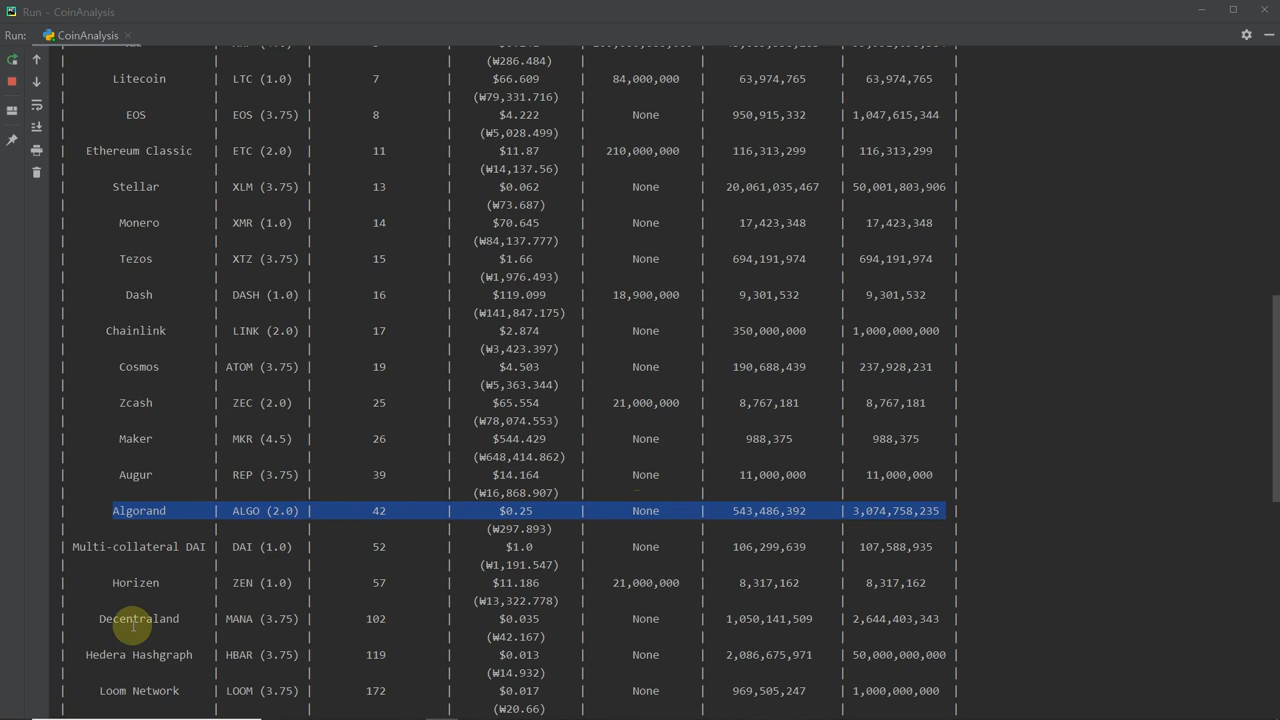 Run - CoinAnalysis
Run: CoinAnalysis ×
(₩286.484)
Litecoin | LTC (1.0) | 7 | $66.609 | 84,000,000 | 63,974,765 | 63,974,765 |
(₩79,331.716)
EOS | EOS (3.75) | 8 | $4.222 | None | 950,915,332 | 1,047,615,344 |
(₩5,028.499)
Ethereum Classic | ETC (2.0) | 11 | $11.87 | 210,000,000 | 116,313,299 | 116,313,299 |
(₩14,137.56)
Stellar | XLM (3.75) | 13 | $0.062 | None | 20,061,035,467 | 50,001,803,906 |
(₩73.687)
Monero | XMR (1.0) | 14 | $70.645 | None | 17,423,348 | 17,423,348 |
(₩84,137.777)
Tezos | XTZ (3.75) | 15 | $1.66 | None | 694,191,974 | 694,191,974 |
(₩1,976.493)
Dash | DASH (1.0) | 16 | $119.099 | 18,900,000 | 9,301,532 | 9,301,532 |
(₩141,847.175)
Chainlink | LINK (2.0) | 17 | $2.874 | None | 350,000,000 | 1,000,000,000 |
(₩3,423.397)
Cosmos | ATOM (3.75) | 19 | $4.503 | None | 190,688,439 | 237,928,231 |
(₩5,363.344)
Zcash | ZEC (2.0) | 25 | $65.554 | 21,000,000 | 8,767,181 | 8,767,181 |
(₩78,074.553)
Maker | MKR (4.5) | 26 | $544.429 | None | 988,375 | 988,375 |
(₩648,414.862)
Augur | REP (3.75) | 39 | $14.164 | None | 11,000,000 | 11,000,000 |
(₩16,868.907)
Algorand | ALGO (2.0) | 42 | $0.25 | None | 543,486,392 | 3,074,758,235 |
(₩297.893)
Multi-collateral DAI | DAI (1.0) | 52 | $1.0 | None | 106,299,639 | 107,588,935 |
(₩1,191.547)
Horizen | ZEN (1.0) | 57 | $11.186 | 21,000,000 | 8,317,162 | 8,317,162 |
(₩13,322.778)
Decentraland | MANA (3.75) | 102 | $0.035 | None | 1,050,141,509 | 2,644,403,343 |
(₩42.167)
Hedera Hashgraph | HBAR (3.75) | 119 | $0.013 | None | 2,086,675,971 | 50,000,000,000 |
(₩14.932)
Loom Network | LOOM (3.75) | 172 | $0.017 | None | 969,505,247 | 1,000,000,000 |
(₩20.66)